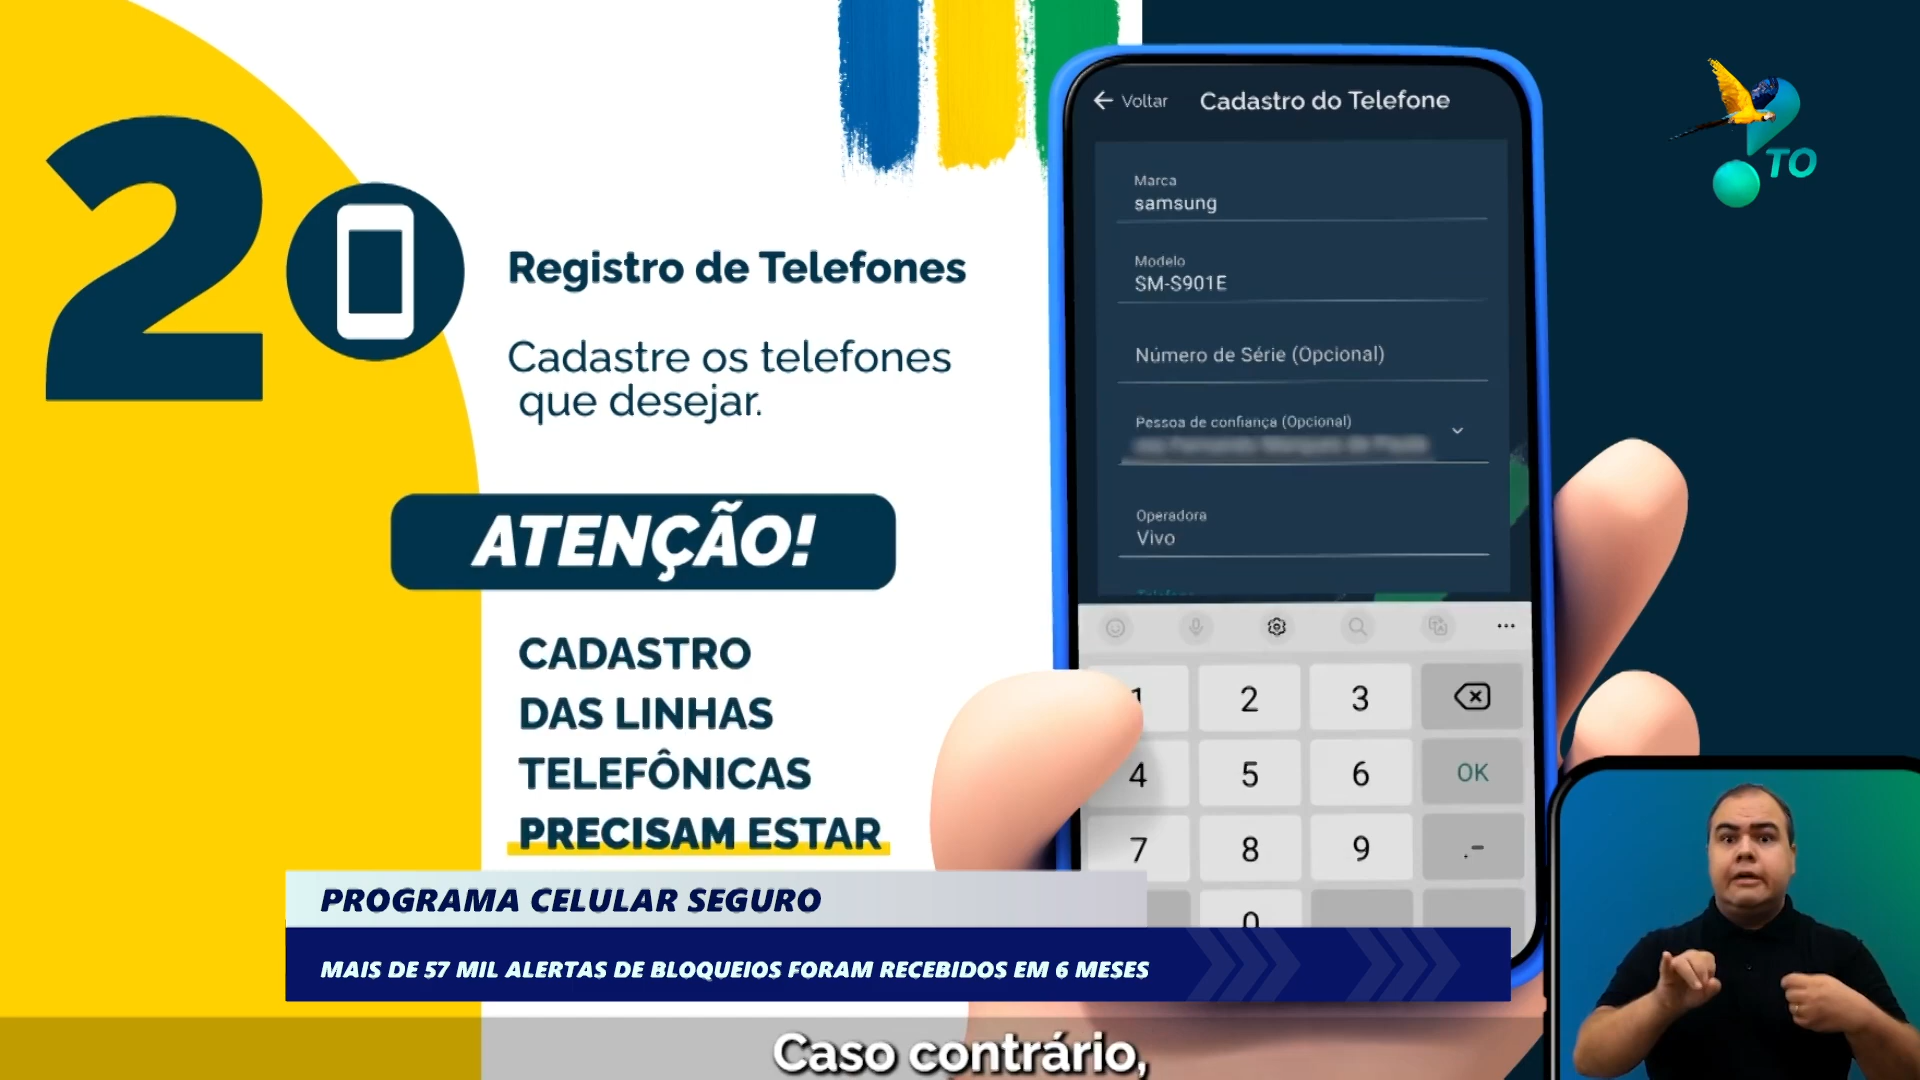 2
Registro de Telefones
Cadastre os telefones
que desejar.
ATENÇÃO!
CADASTRO
DAS LINHAS
TELEFÔNICAS
PRECISAM ESTAR
Voltar
Cadastro do Telefone
Marca
samsung
Modelo
SM-S901E
Número de Série (Opcional)
Pessoa de confiança (Opcional)
Operadora
Vivo
Telefone
1 2 3
4 5 6 OK
7 8 9 .-
0
TO
PROGRAMA CELULAR SEGURO
MAIS DE 57 MIL ALERTAS DE BLOQUEIOS FORAM RECEBIDOS EM 6 MESES
Caso contrário,